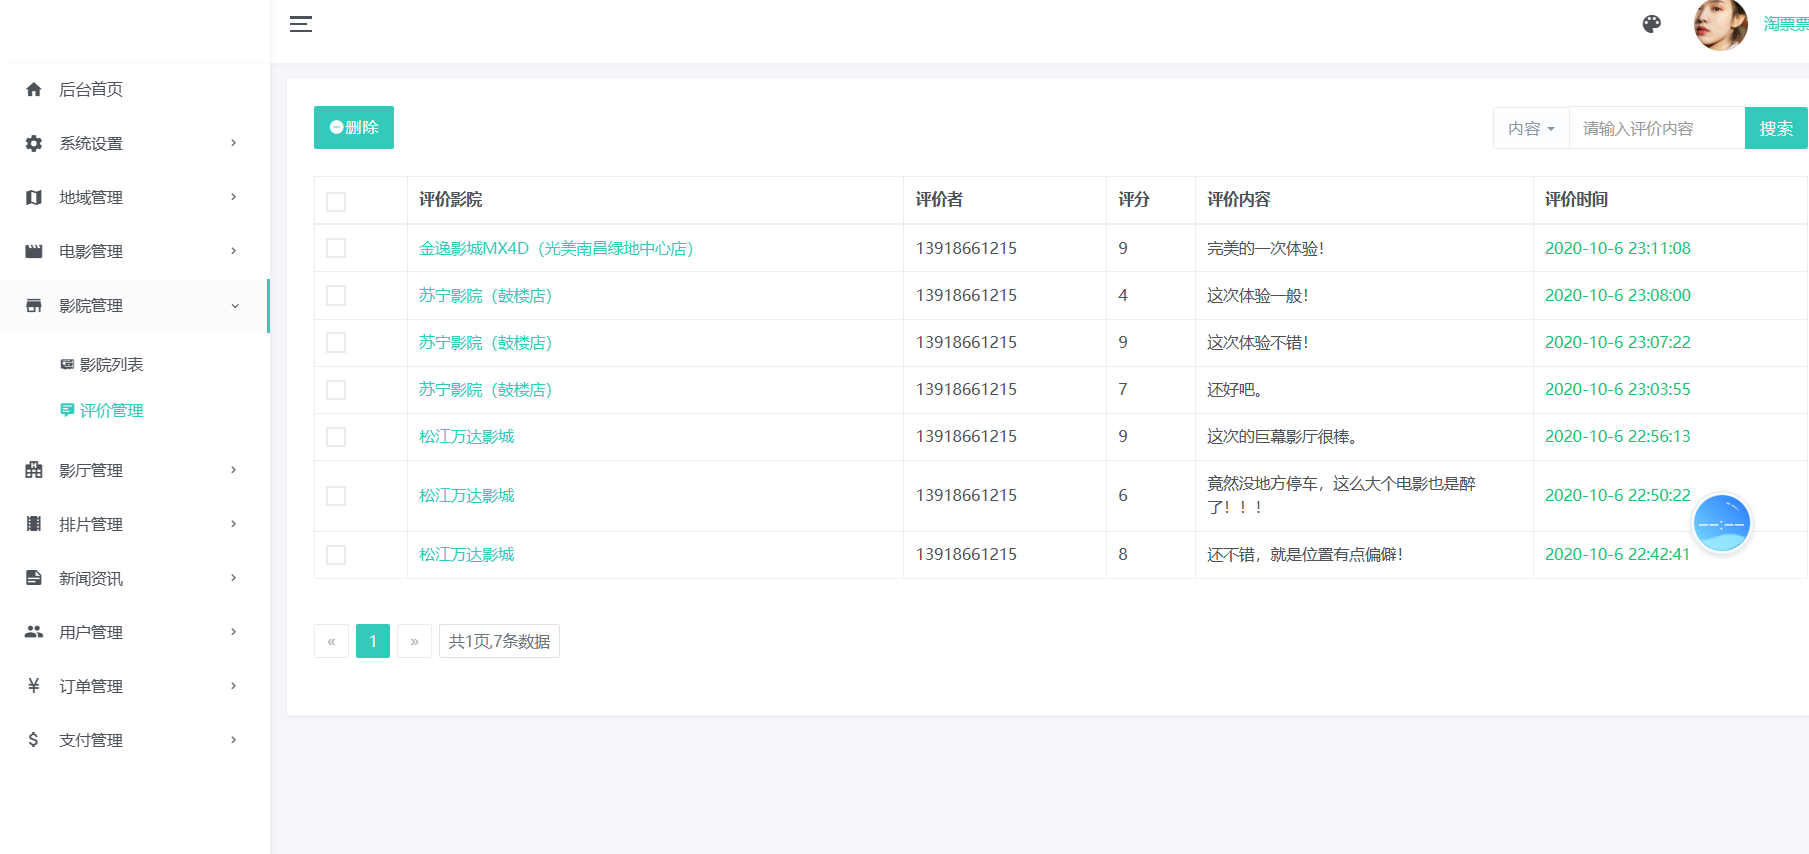 淘票票
后台首页
系统设置
地域管理
电影管理
影院管理
影院列表
评价管理
影厅管理
排片管理
新闻资讯
用户管理
订单管理
支付管理
删除
内容 请输入评价内容 搜索
评价影院 评价者 评分 评价内容 评价时间
金逸影城MX4D（光美南昌绿地中心店） 13918661215 9 完美的一次体验！ 2020-10-6 23:11:08
苏宁影院（鼓楼店） 13918661215 4 这次体验一般！ 2020-10-6 23:08:00
苏宁影院（鼓楼店） 13918661215 9 这次体验不错！ 2020-10-6 23:07:22
苏宁影院（鼓楼店） 13918661215 7 还好吧。 2020-10-6 23:03:55
松江万达影城 13918661215 9 这次的巨幕影厅很棒。 2020-10-6 22:56:13
松江万达影城 13918661215 6 竟然没地方停车，这么大个电影也是醉
了！！！ 2020-10-6 22:50:22
松江万达影城 13918661215 8 还不错，就是位置有点偏僻！ 2020-10-6 22:42:41
« 1 » 共1页,7条数据
--:--